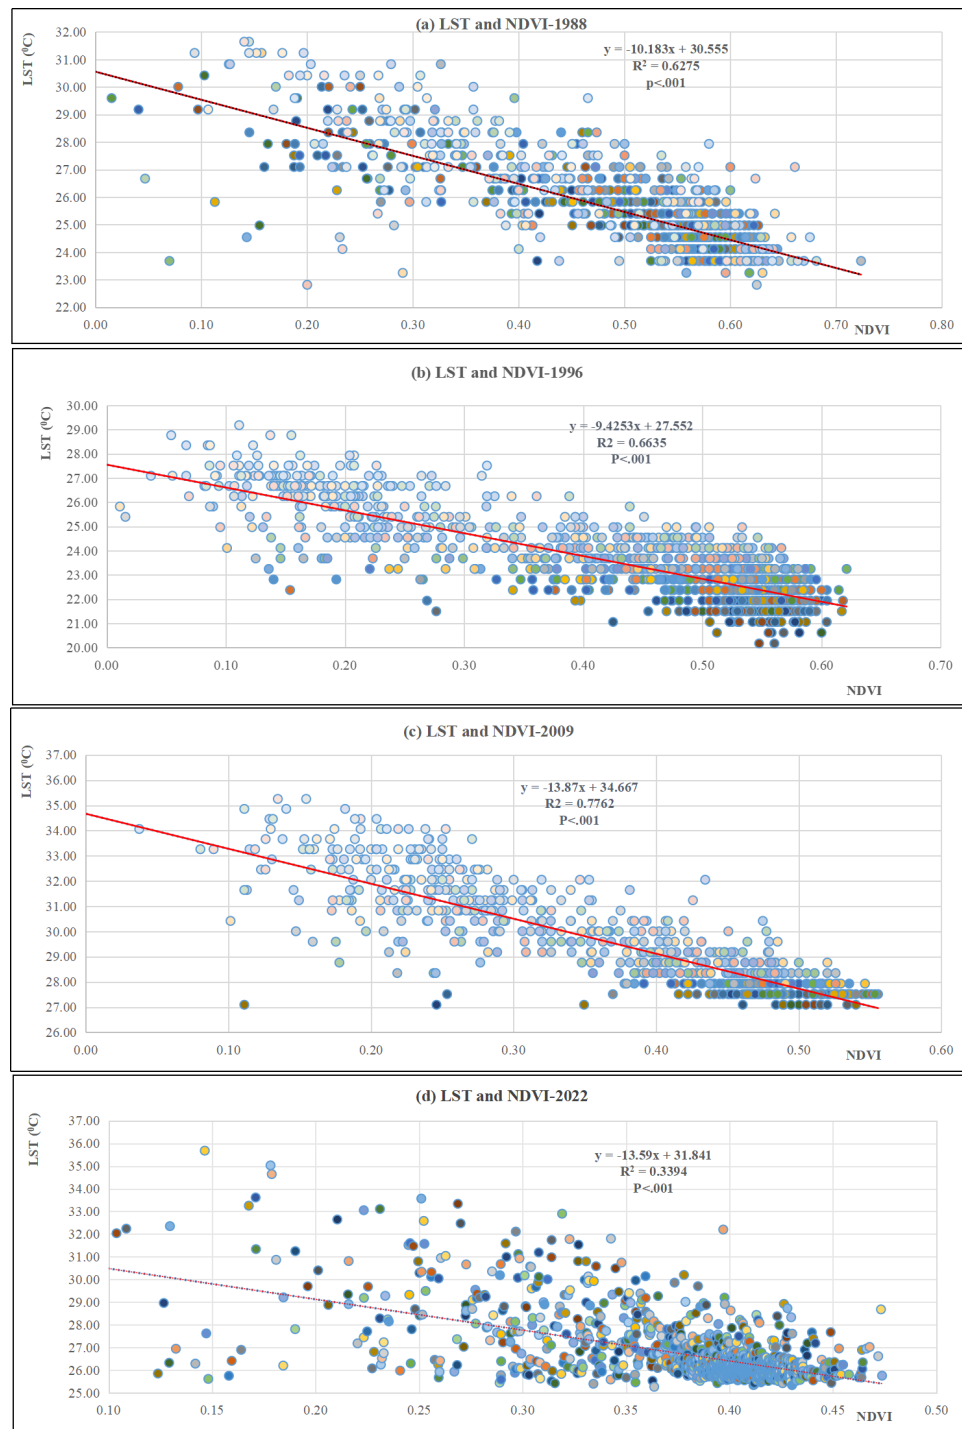 (a) LST and NDVI-1988
LST (⁰C)
y = -10.183x + 30.555
R² = 0.6275
p<.001
32.00
31.00
30.00
29.00
28.00
27.00
26.00
25.00
24.00
23.00
22.00
0.00 0.10 0.20 0.30 0.40 0.50 0.60 0.70 0.80
NDVI
(b) LST and NDVI-1996
LST (⁰C)
y = -9.4253x + 27.552
R2 = 0.6635
P<.001
30.00
29.00
28.00
27.00
26.00
25.00
24.00
23.00
22.00
21.00
20.00
0.00 0.10 0.20 0.30 0.40 0.50 0.60 0.70
NDVI
(c) LST and NDVI-2009
LST (⁰C)
y = -13.87x + 34.667
R2 = 0.7762
P<.001
37.00
36.00
35.00
34.00
33.00
32.00
31.00
30.00
29.00
28.00
27.00
26.00
0.00 0.10 0.20 0.30 0.40 0.50 0.60
NDVI
(d) LST and NDVI-2022
LST (⁰C)
y = -13.59x + 31.841
R² = 0.3394
P<.001
37.00
36.00
35.00
34.00
33.00
32.00
31.00
30.00
29.00
28.00
27.00
26.00
25.00
0.10 0.15 0.20 0.25 0.30 0.35 0.40 0.45 0.50
NDVI